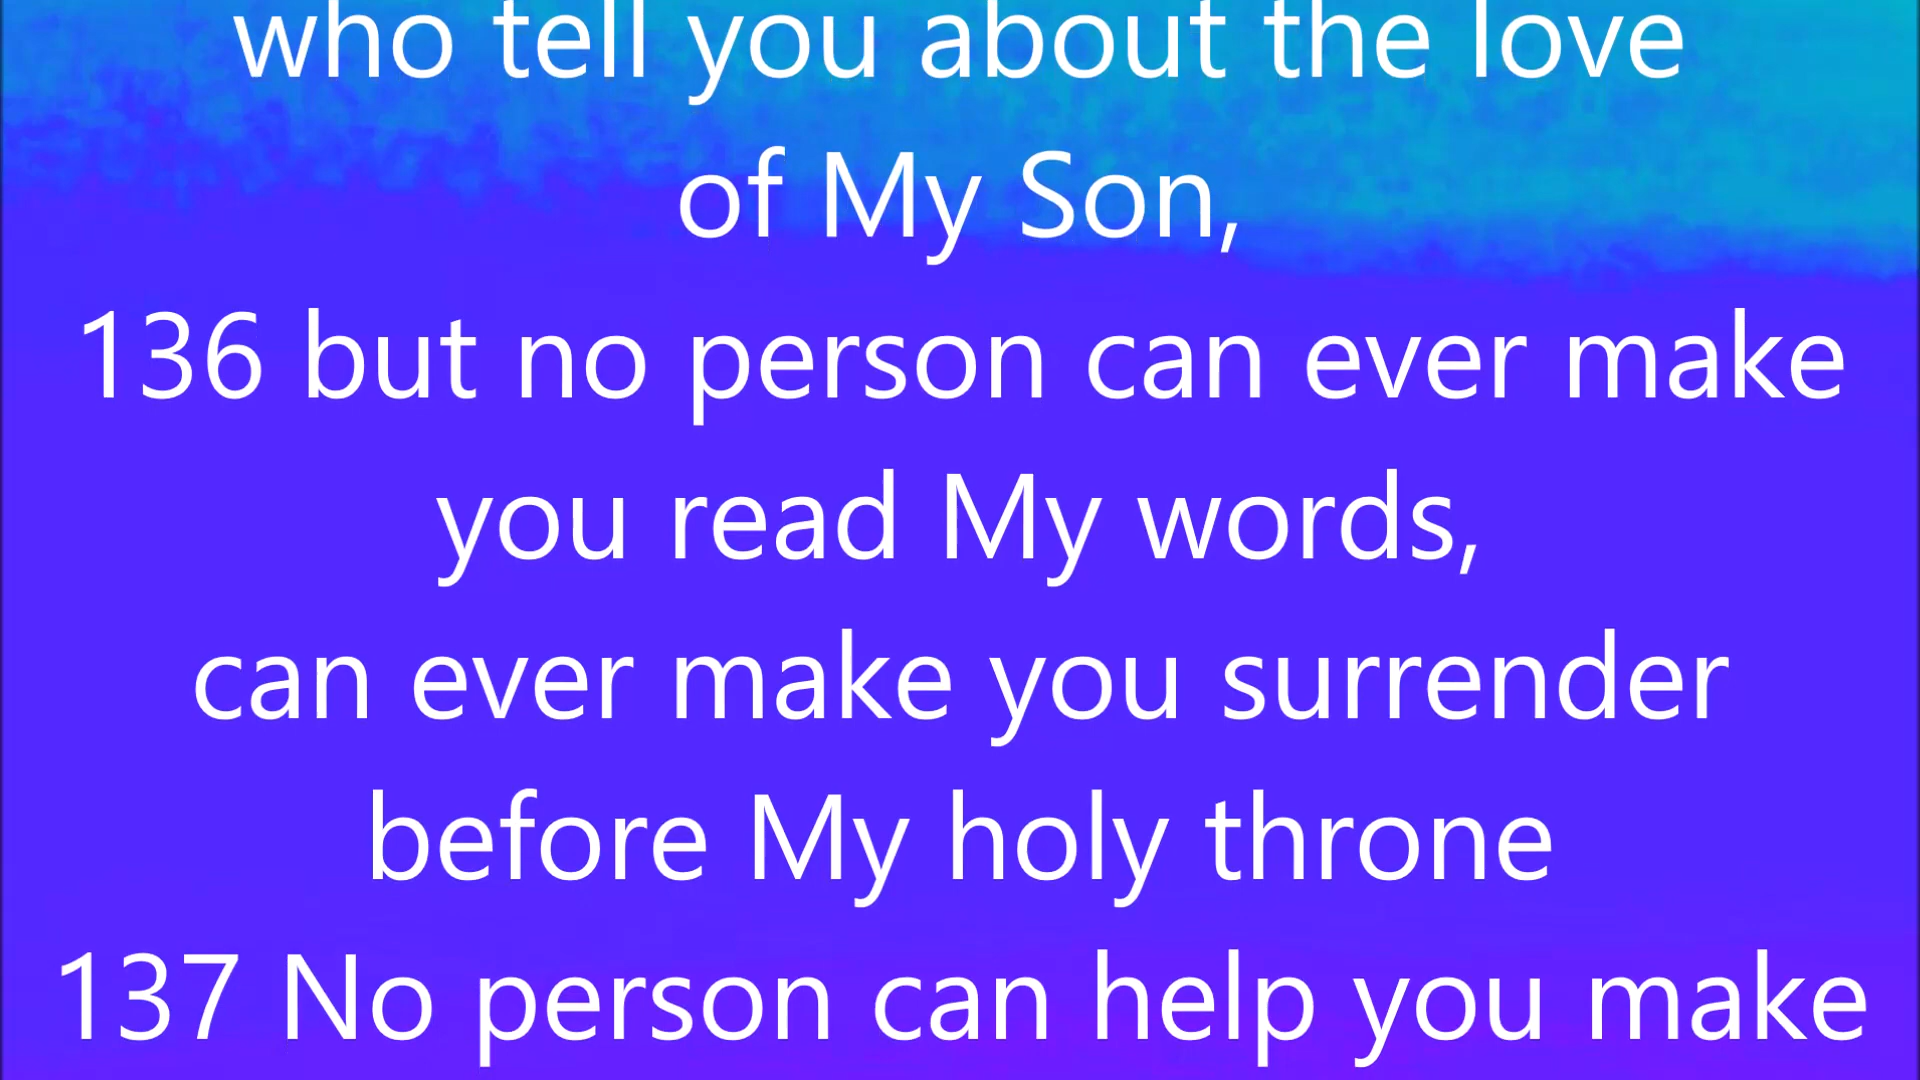 who tell you about the love
of My Son,
136 but no person can ever make
you read My words,
can ever make you surrender
before My holy throne
137 No person can help you make